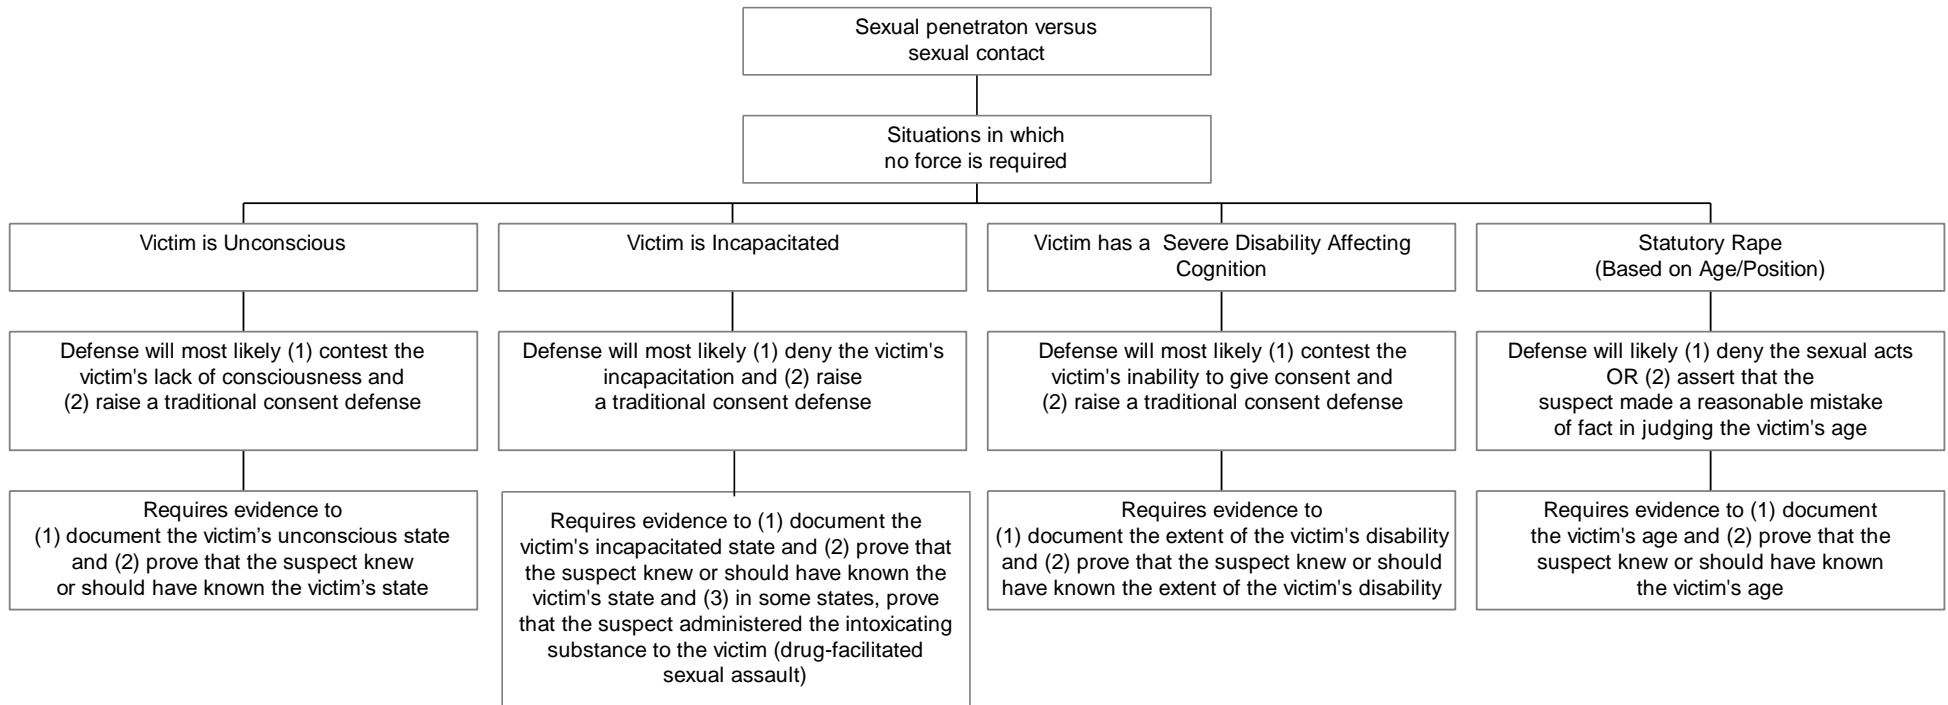 Sexual penetraton versus
sexual contact
Situations in which
no force is required
Victim is Unconscious
Victim is Incapacitated
Victim has a  Severe Disability Affecting
Cognition
Statutory Rape
(Based on Age/Position)
Defense will most likely (1) contest the
victim's lack of consciousness and
(2) raise a traditional consent defense
Defense will most likely (1) deny the victim's
incapacitation and (2) raise
a traditional consent defense
Defense will most likely (1) contest the
victim's inability to give consent and
(2) raise a traditional consent defense
Defense will likely (1) deny the sexual acts
OR (2) assert that the
suspect made a reasonable mistake
of fact in judging the victim's age
Requires evidence to
(1) document the victim’s unconscious state
and (2) prove that the suspect knew
or should have known the victim’s state
Requires evidence to (1) document the
victim's incapacitated state and (2) prove that
the suspect knew or should have known the
victim's state and (3) in some states, prove
that the suspect administered the intoxicating
substance to the victim (drug-facilitated
sexual assault)
Requires evidence to
(1) document the extent of the victim's disability
and (2) prove that the suspect knew or should
have known the extent of the victim's disability
Requires evidence to (1) document
the victim's age and (2) prove that the
suspect knew or should have known
the victim's age